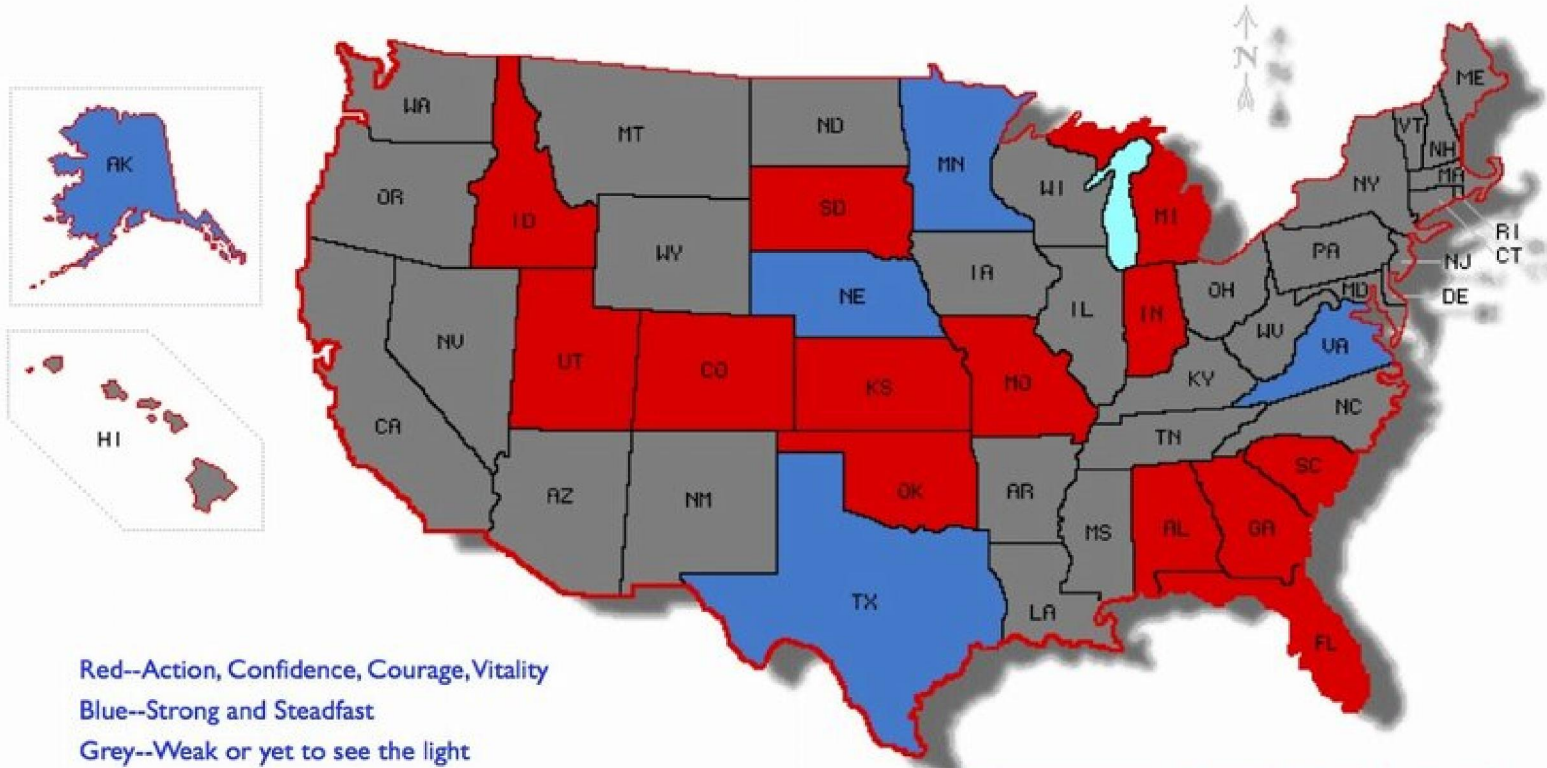 N
ME
WA
VT
MT
ND
NH
AK
MN
MA
WI
NY
OR
ID
SD
MI
RI
PA
CT
WY
NJ
IA
OH
MD
DE
NE
IL
IN
NV
WV
VA
UT
CO
KS
MO
KY
NC
CA
HI
TN
SC
AZ
NM
OK
AR
AL
GA
MS
TX
LA
FL
Red--Action, Confidence, Courage, Vitality
Blue--Strong and Steadfast
Grey--Weak or yet to see the light